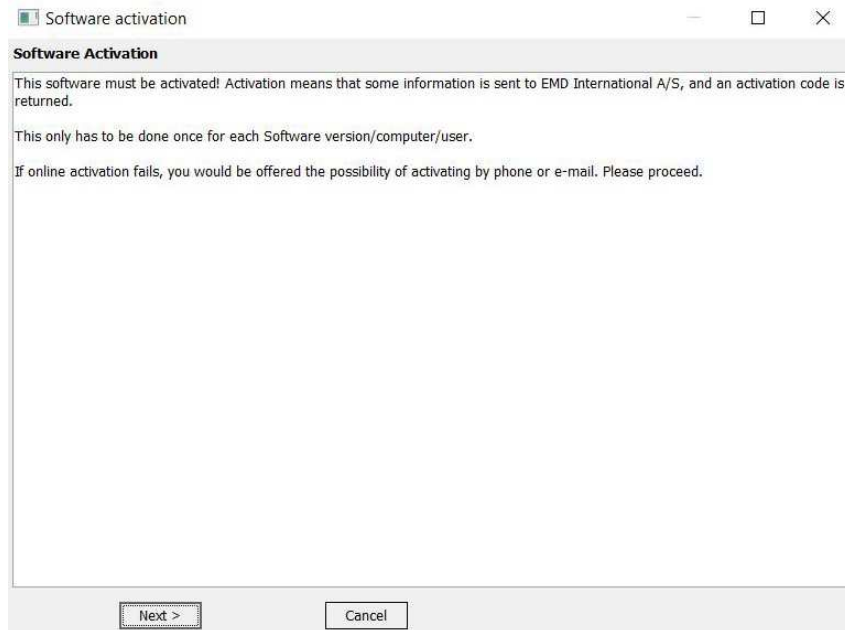 Software activation
Software Activation
This software must be activated! Activation means that some information is sent to EMD International A/S, and an activation code is
returned.
This only has to be done once for each Software version/computer/user.
If online activation fails, you would be offered the possibility of activating by phone or e-mail. Please proceed.
Next > Cancel